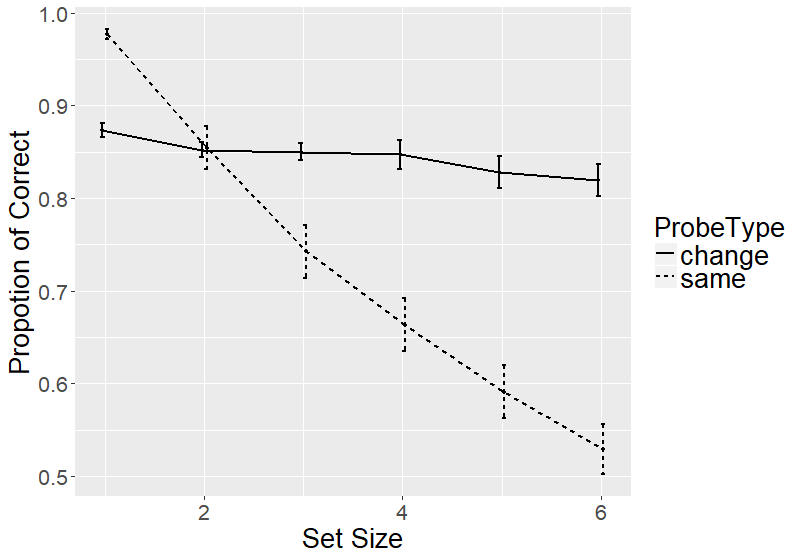 1.0
0.9
0.8
0.7
0.6
0.5
Propotion of Correct
2 4 6
Set Size
ProbeType
change
same